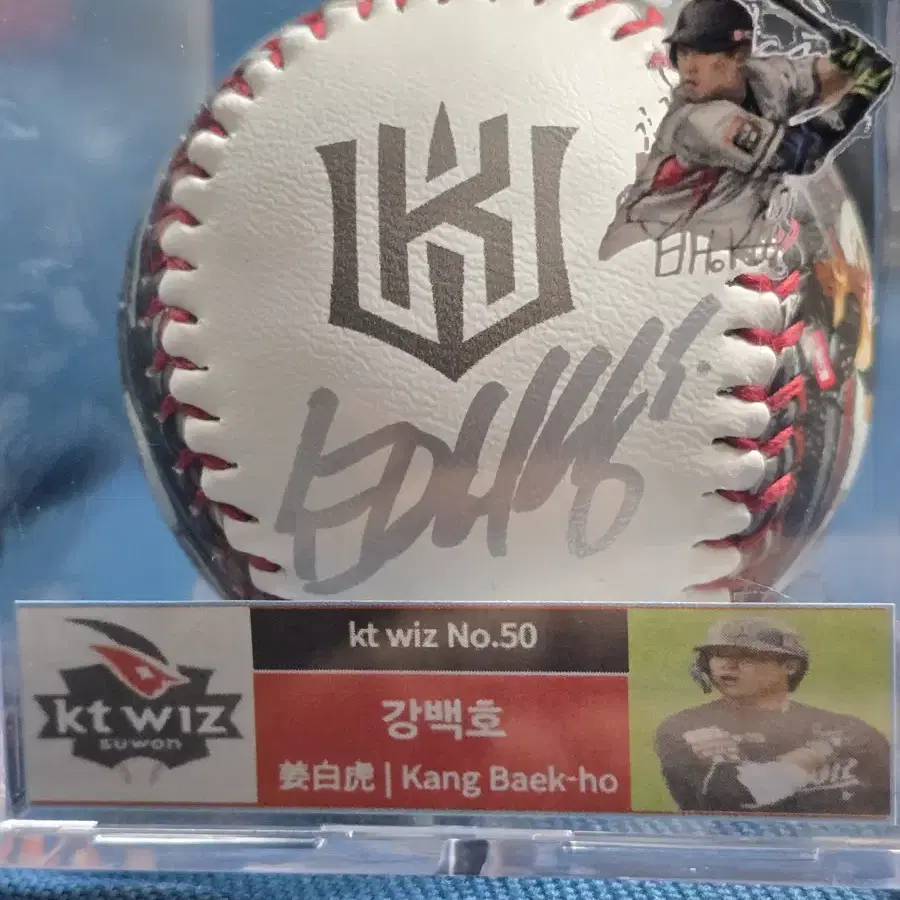 kt wiz No.50
kt wiz
suwon
강백호
姜白虎 | Kang Baek-ho